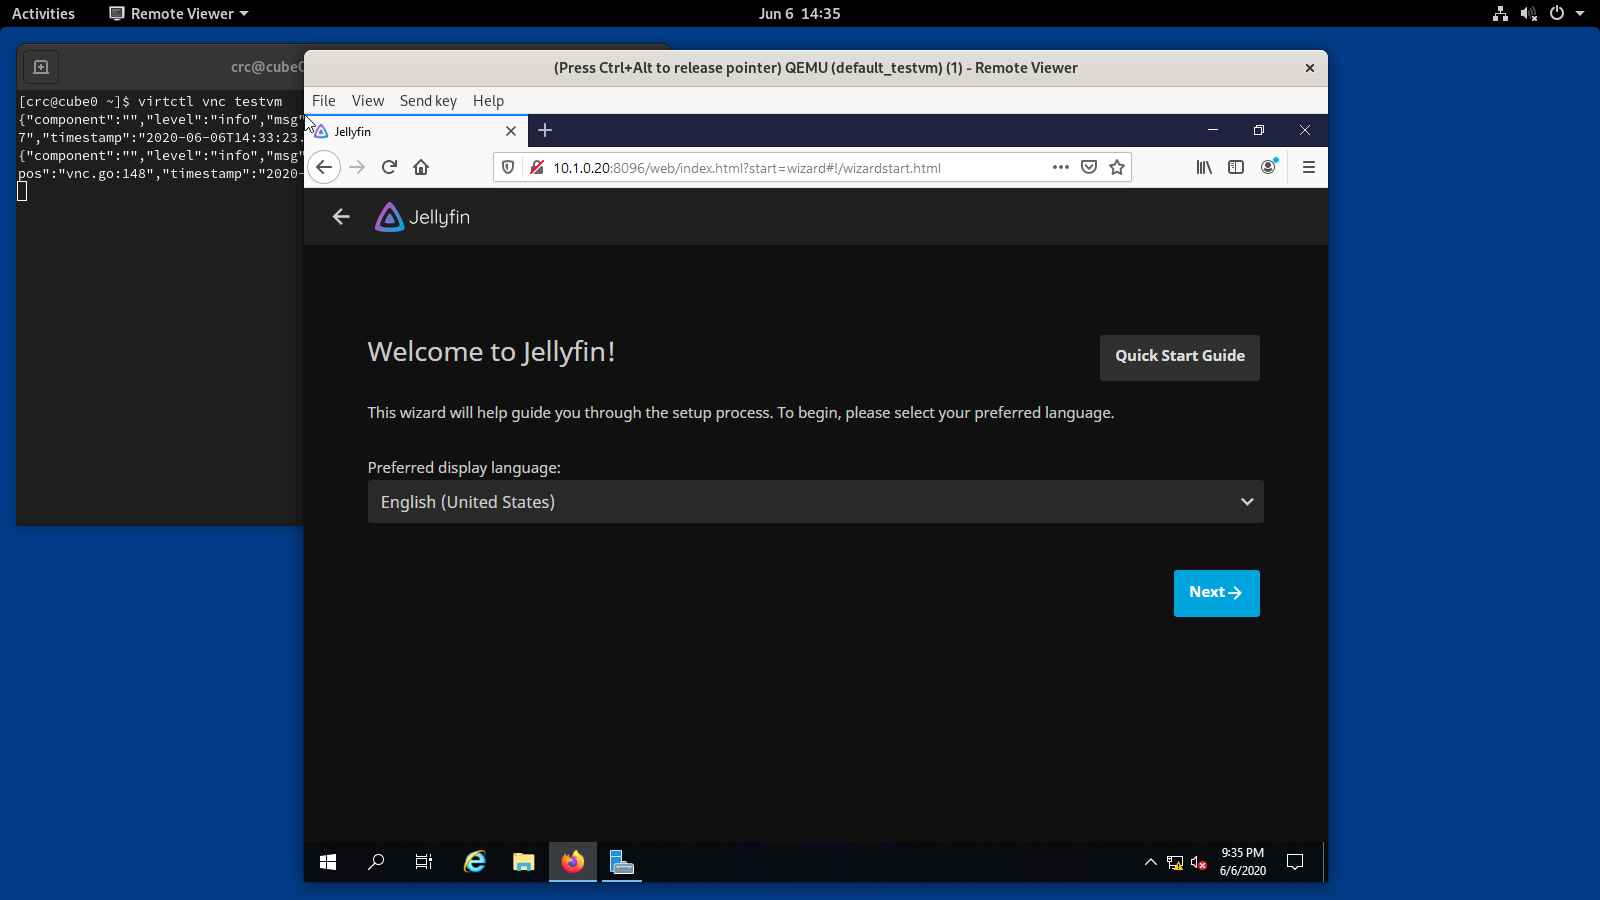 Activities
Remote Viewer
Jun 6 14:35
crc@cube0
[crc@cube0 ~]$ virtctl vnc testvm
{"component":"","level":"info","msg"
7","timestamp":"2020-06-06T14:33:23.
{"component":"","level":"info","msg"
pos":"vnc.go:148","timestamp":"2020-
(Press Ctrl+Alt to release pointer) QEMU (default_testvm) (1) - Remote Viewer
File View Send key Help
Jellyfin
10.1.0.20:8096/web/index.html?start=wizard#!/wizardstart.html
Jellyfin
Welcome to Jellyfin!
Quick Start Guide
This wizard will help guide you through the setup process. To begin, please select your preferred language.
Preferred display language:
English (United States)
Next
9:35 PM
6/6/2020